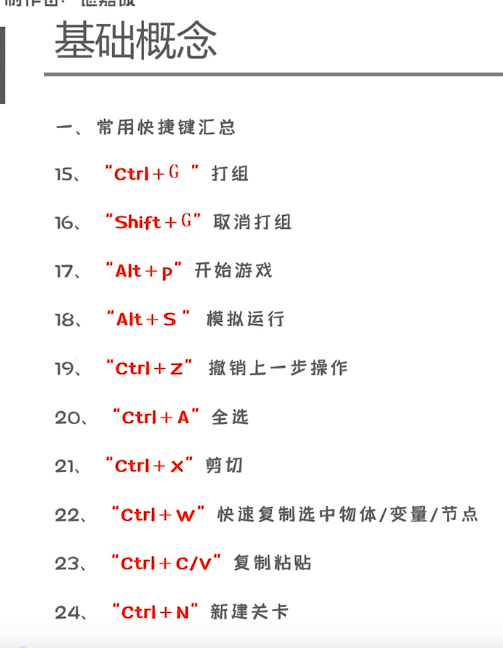 基础概念
一、常用快捷键汇总
15、 “Ctrl+G ” 打组
16、 “Shift+G” 取消打组
17、 “Alt+p” 开始游戏
18、 “Alt+S ” 模拟运行
19、 “Ctrl+Z” 撤销上一步操作
20、 “Ctrl+A” 全选
21、 “Ctrl+X” 剪切
22、 “Ctrl+W” 快速复制选中物体/变量/节点
23、 “Ctrl+C/V” 复制粘贴
24、 “Ctrl+N” 新建关卡